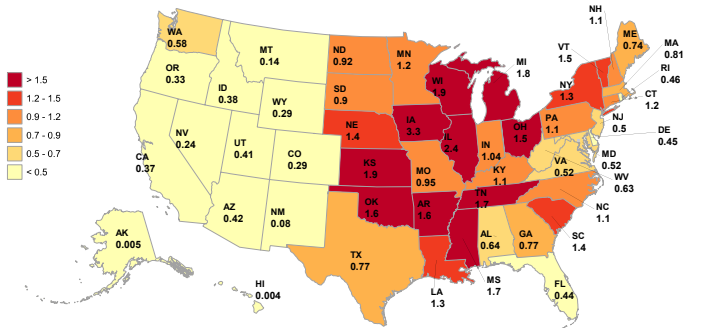 > 1.5
1.2 - 1.5
0.9 - 1.2
0.7 - 0.9
0.5 - 0.7
< 0.5
WA
0.58
OR
0.33
CA
0.37
NV
0.24
ID
0.38
MT
0.14
WY
0.29
UT
0.41
CO
0.29
AZ
0.42
NM
0.08
AK
0.005
HI
0.004
ND
0.92
SD
0.9
NE
1.4
KS
1.9
OK
1.6
TX
0.77
MN
1.2
IA
3.3
MO
0.95
AR
1.6
LA
1.3
WI
1.9
IL
2.4
MI
1.8
IN
1.04
OH
1.5
KY
1.1
TN
1.7
MS
1.7
AL
0.64
GA
0.77
FL
0.44
SC
1.4
NC
1.1
VA
0.52
WV
0.63
MD
0.52
DE
0.45
PA
1.1
NJ
0.5
NY
1.3
CT
1.2
RI
0.46
MA
0.81
VT
1.5
NH
1.1
ME
0.74